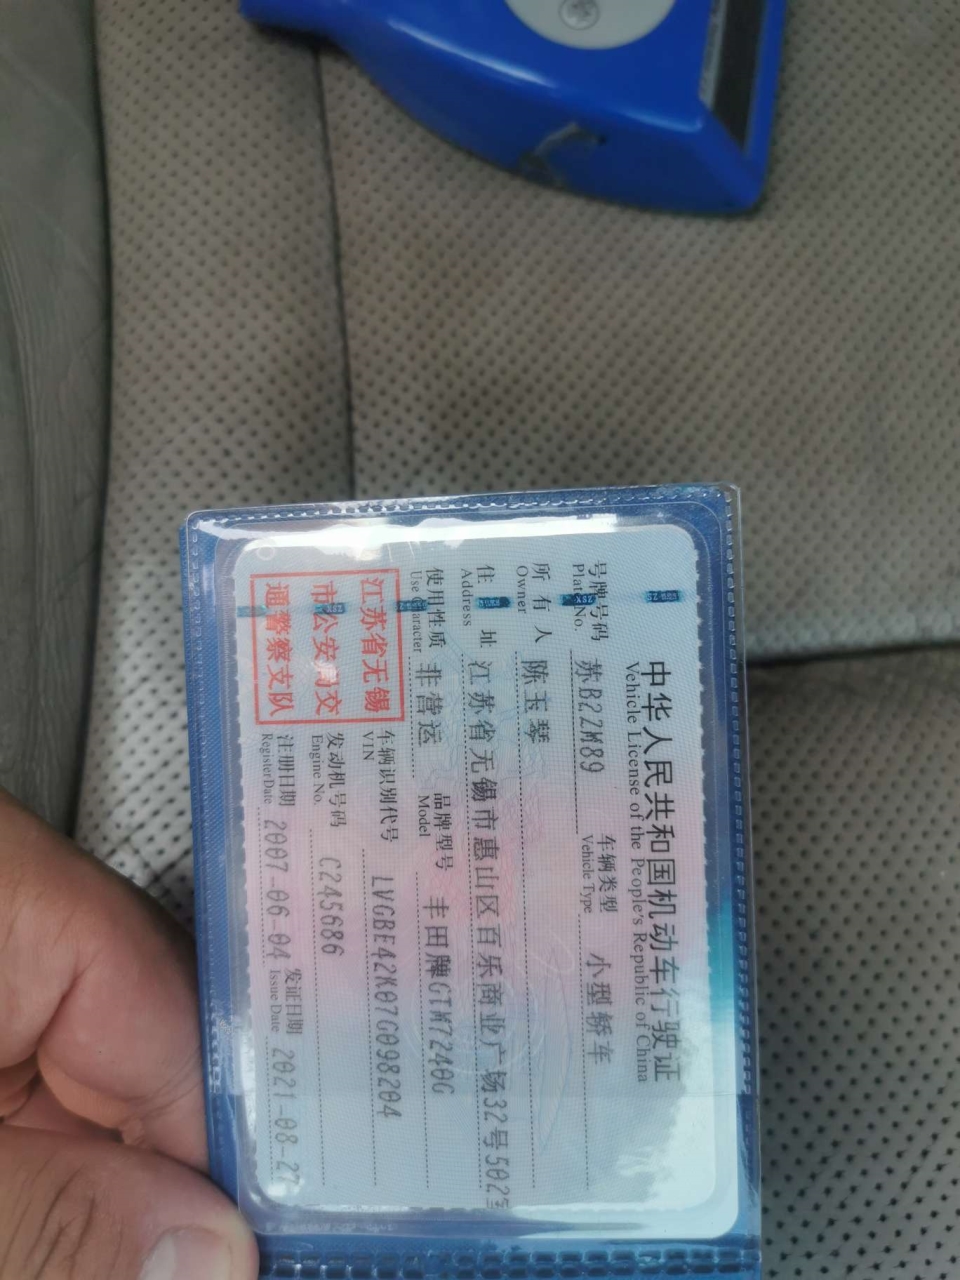 中华人民共和国机动车行驶证
Vehicle License of the People's Republic of China
号牌号码 苏B2ZM89 车辆类型 小型轿车
Plate No. Vehicle Type
所有人 陈玉琴
Owner
住址 江苏省无锡市惠山区百乐商业广场32号502室
Address
使用性质 非营运 品牌型号 丰田牌GTM7240G
Use Character Model
江苏省无锡
市公安局交
通警察支队
车辆识别代号 LVGBE42K07G098204
VIN
发动机号码 C245686
Engine No.
注册日期 2007-06-04 发证日期 2021-08-27
Register Date Issue Date